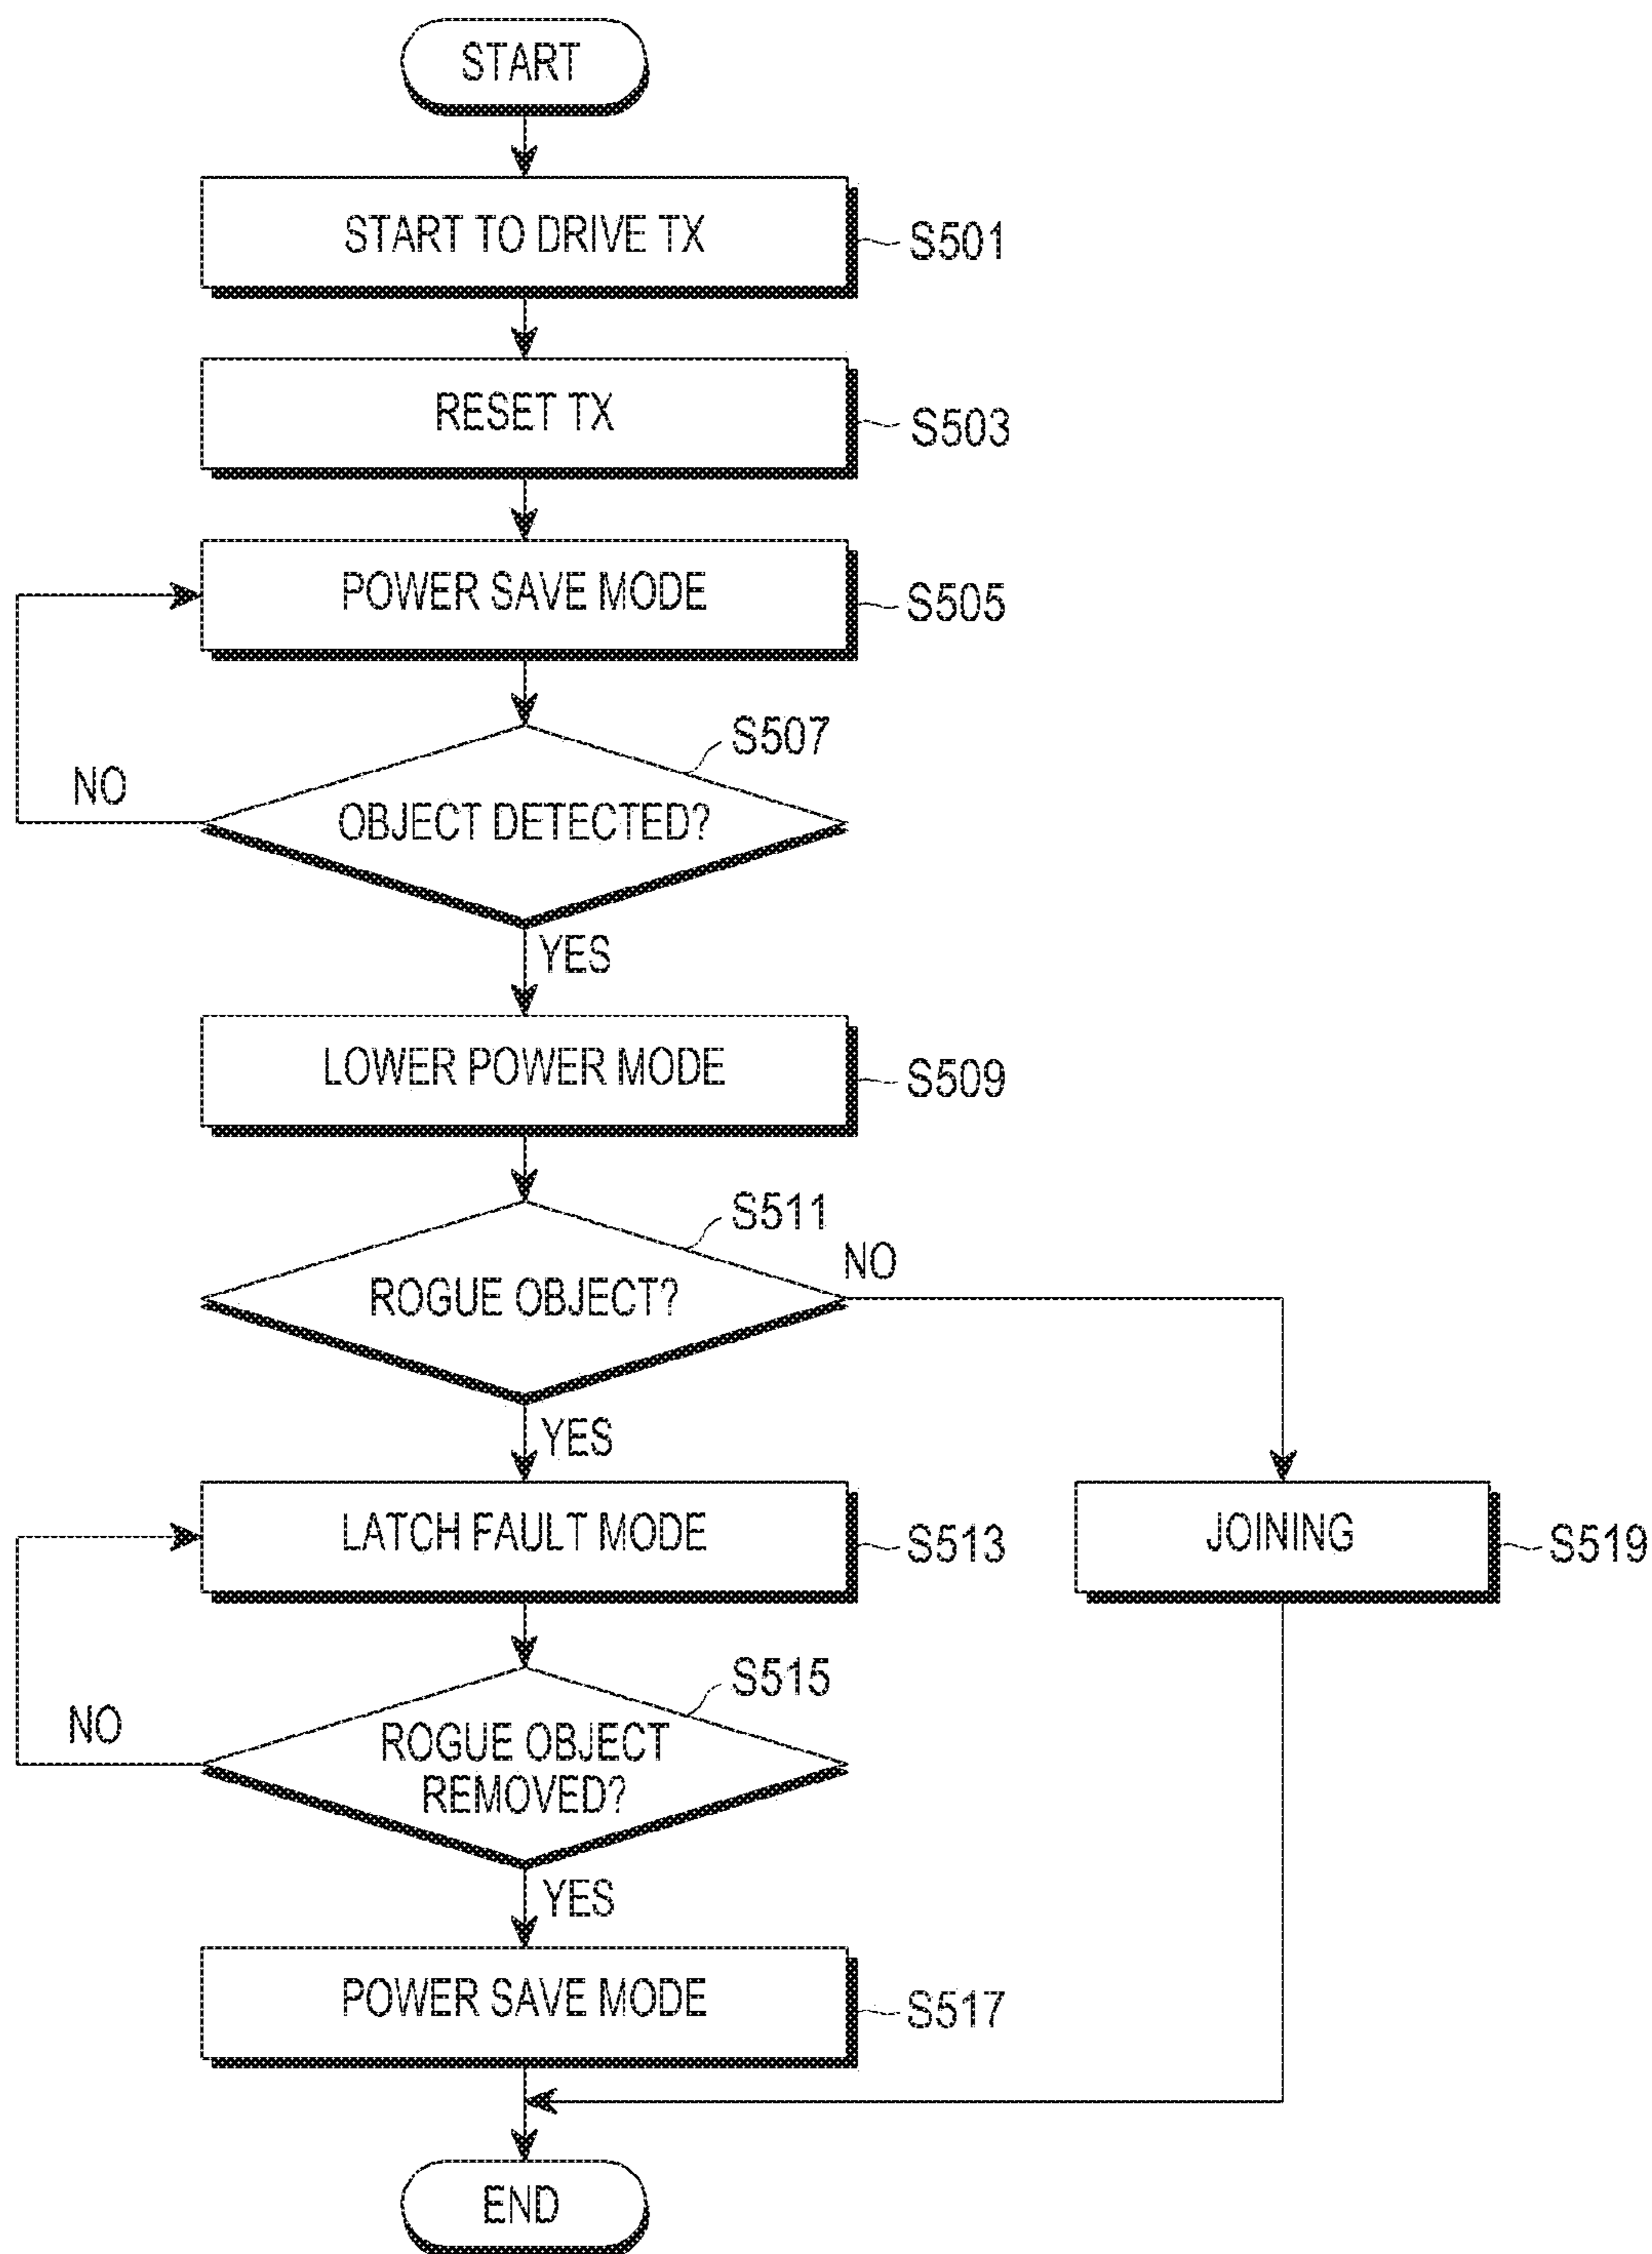 START
START TO DRIVE TX
S501
RESET TX
S503
POWER SAVE MODE
S505
S507
NO
OBJECT DETECTED?
YES
LOWER POWER MODE
S509
S511
NO
ROGUE OBJECT?
YES
LATCH FAULT MODE
S513
JOINING
S519
S515
NO
ROGUE OBJECT
REMOVED?
YES
POWER SAVE MODE
S517
END